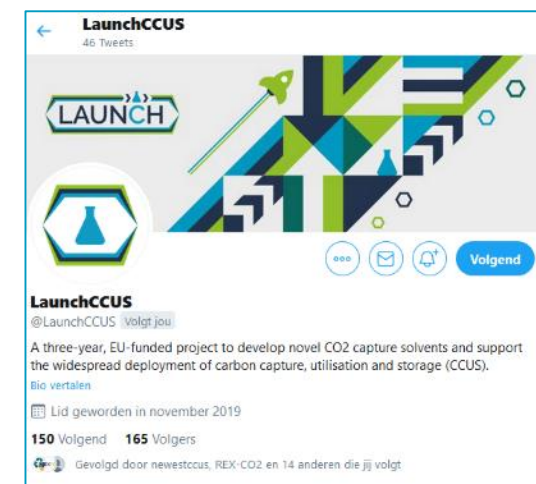 LaunchCCUS
46 Tweets
LAUNCH
Volgend
LaunchCCUS
@LaunchCCUS Volgt jou
A three-year, EU-funded project to develop novel CO2 capture solvents and support
the widespread deployment of carbon capture, utilisation and storage (CCUS).
Bio vertalen
Lid geworden in november 2019
150 Volgend 165 Volgers
Gevolgd door newestccus, REX-CO2 en 14 anderen die jij volgt